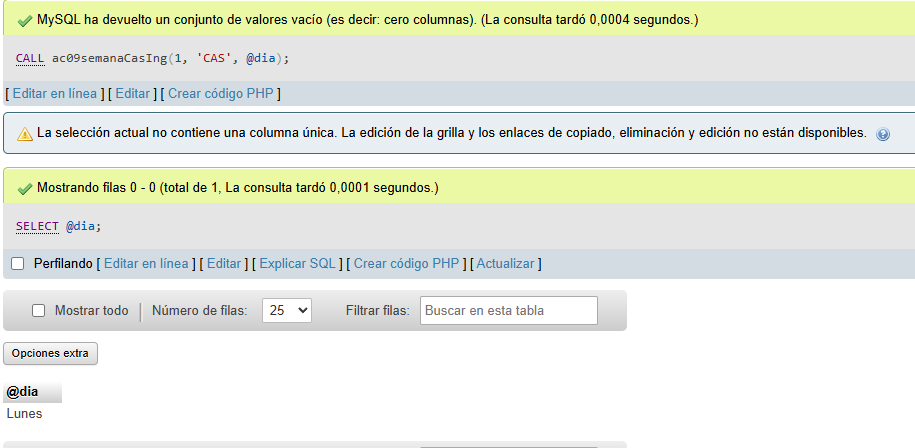 MySQL ha devuelto un conjunto de valores vacío (es decir: cero columnas). (La consulta tardó 0,0004 segundos.)
CALL ac09semanaCasIng(1, 'CAS', @dia);
[ Editar en línea ] [ Editar ] [ Crear código PHP ]
La selección actual no contiene una columna única. La edición de la grilla y los enlaces de copiado, eliminación y edición no están disponibles.
Mostrando filas 0 - 0 (total de 1, La consulta tardó 0,0001 segundos.)
SELECT @dia;
Perfilando [ Editar en línea ] [ Editar ] [ Explicar SQL ] [ Crear código PHP ] [ Actualizar ]
Mostrar todo Número de filas: 25 Filtrar filas: Buscar en esta tabla
Opciones extra
@dia
Lunes